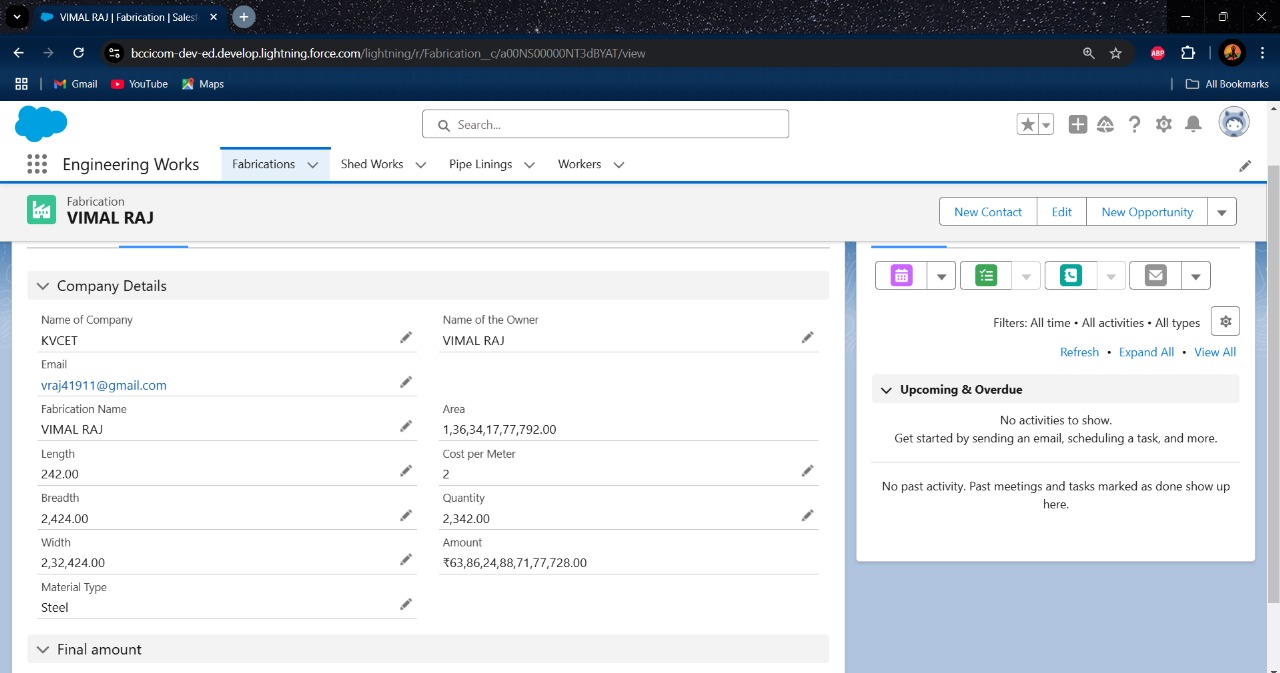 VIMAL RAJ | Fabrication | Sales
bccicom-dev-ed.develop.lightning.force.com/lightning/r/Fabrication__c/a00NS00000NT3dBYAT/view
ABP
Gmail YouTube Maps All Bookmarks
Search...
Engineering Works Fabrications Shed Works Pipe Linings Workers
Fabrication
VIMAL RAJ
New Contact Edit New Opportunity
Company Details
Name of Company
KVCET
Name of the Owner
VIMAL RAJ
Email
vraj41911@gmail.com
Fabrication Name
VIMAL RAJ
Area
1,36,34,17,77,792.00
Length
242.00
Cost per Meter
2
Breadth
2,424.00
Quantity
2,342.00
Width
2,32,424.00
Amount
₹63,86,24,88,71,77,728.00
Material Type
Steel
Final amount
Filters: All time • All activities • All types
Refresh • Expand All • View All
Upcoming & Overdue
No activities to show.
Get started by sending an email, scheduling a task, and more.
No past activity. Past meetings and tasks marked as done show up
here.